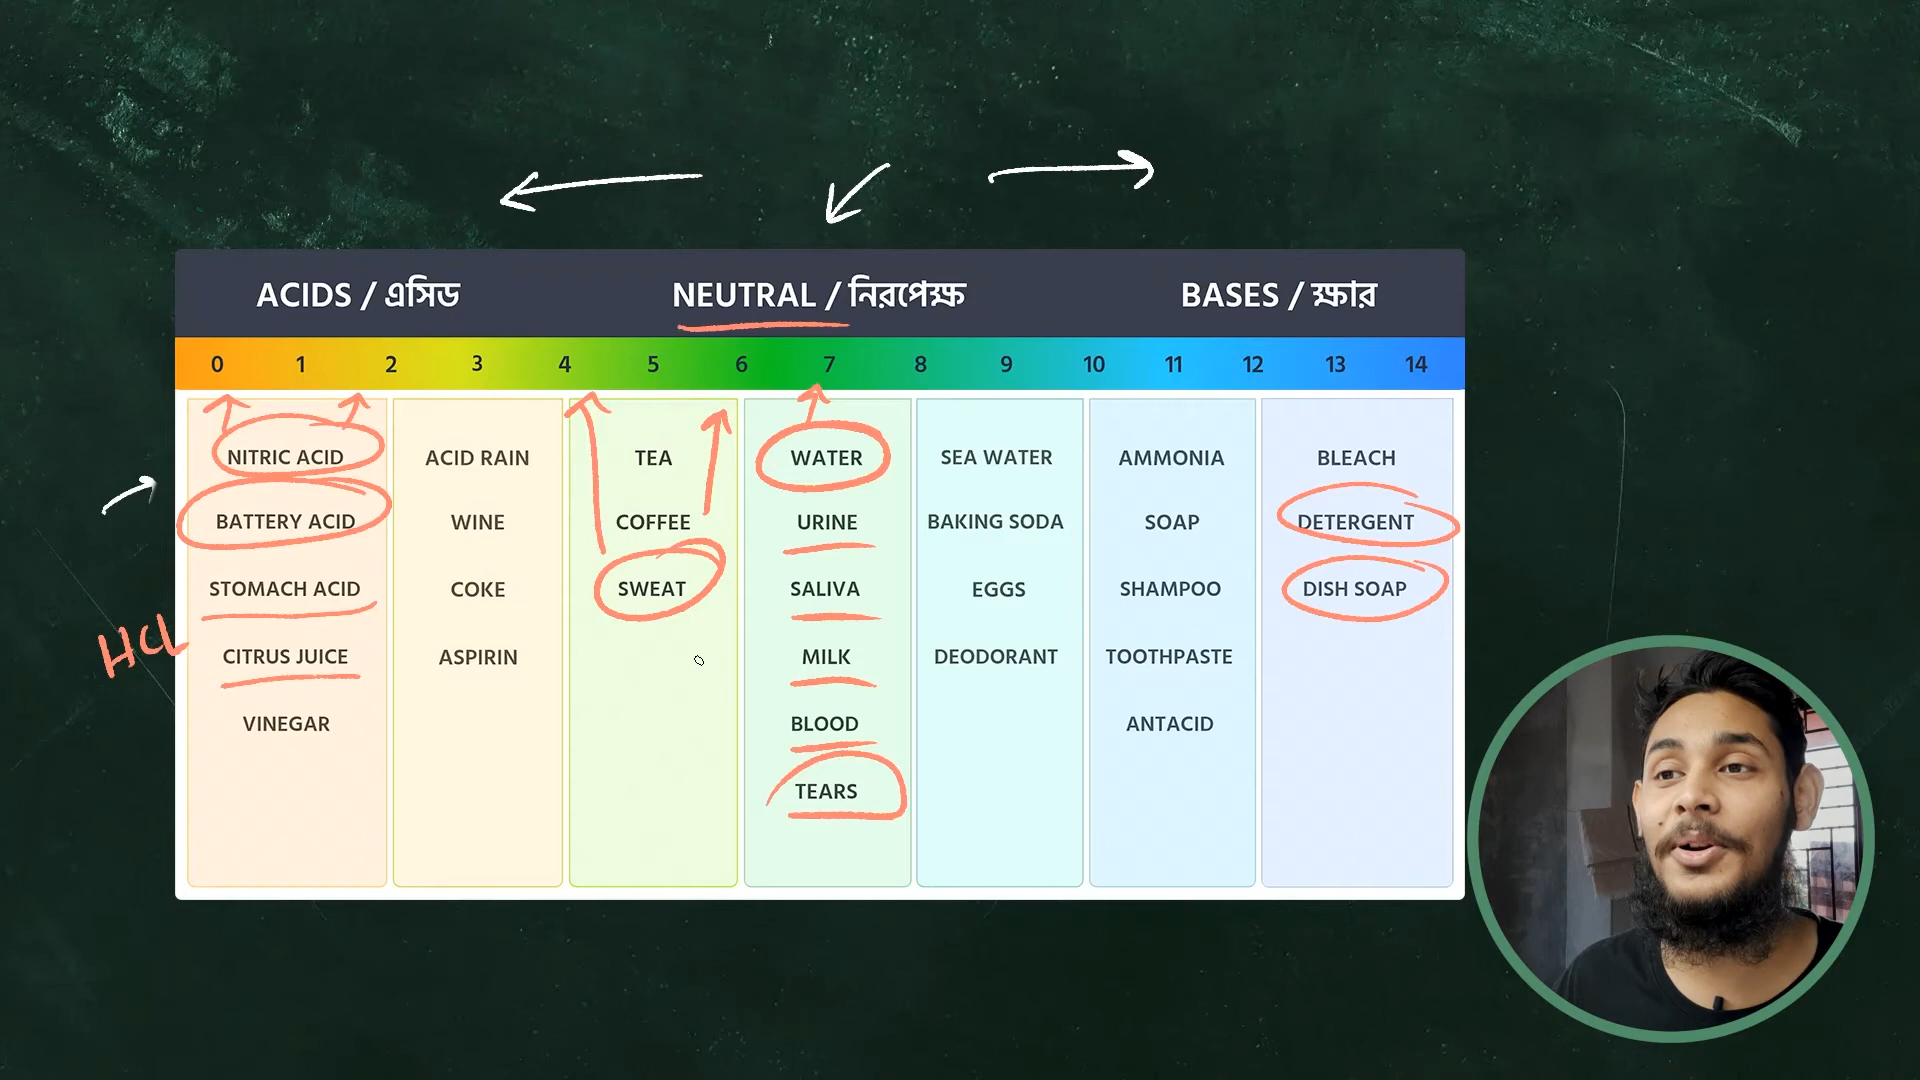 ACIDS / এসিড NEUTRAL / নিরপেক্ষ BASES / ক্ষার
0 1 2 3 4 5 6 7 8 9 10 11 12 13 14
NITRIC ACID ACID RAIN TEA WATER SEA WATER AMMONIA BLEACH
BATTERY ACID WINE COFFEE URINE BAKING SODA SOAP DETERGENT
STOMACH ACID COKE SWEAT SALIVA EGGS SHAMPOO DISH SOAP
HCL
CITRUS JUICE ASPIRIN MILK DEODORANT TOOTHPASTE
VINEGAR BLOOD ANTACID
TEARS